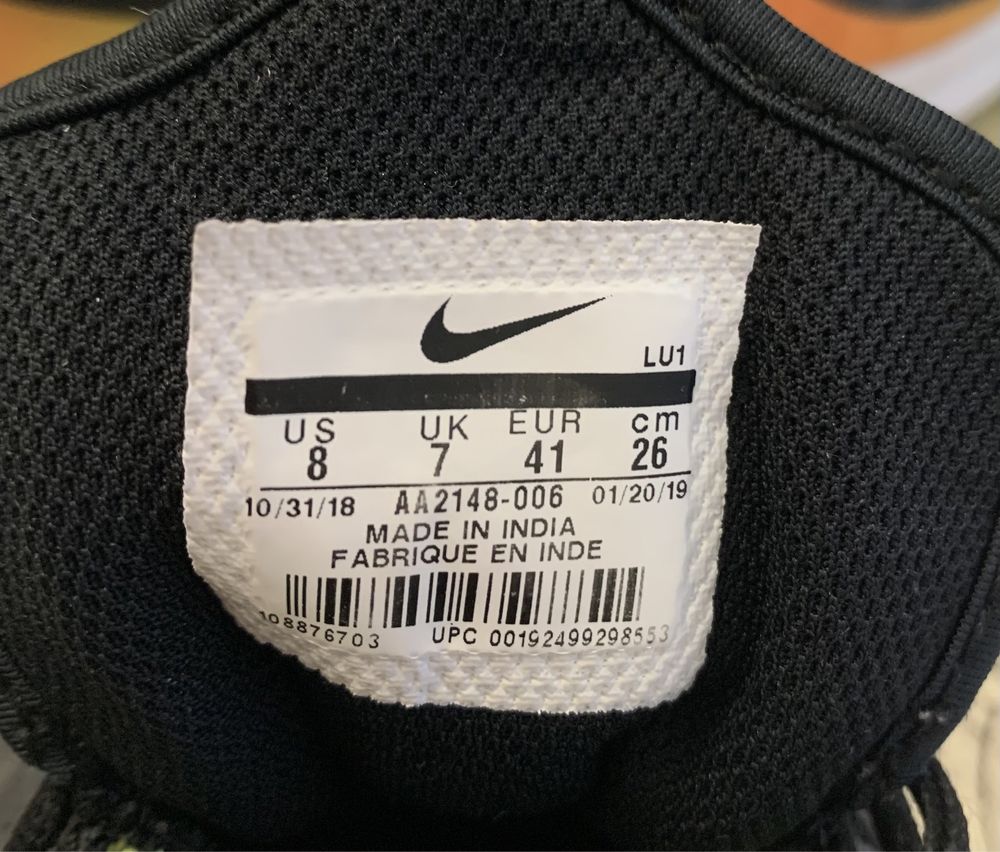 LU1
US UK EUR cm
8 7 41 26
10/31/18 AA2148-006 01/20/19
MADE IN INDIA
FABRIQUE EN INDE
108876703 UPC 00192499298553